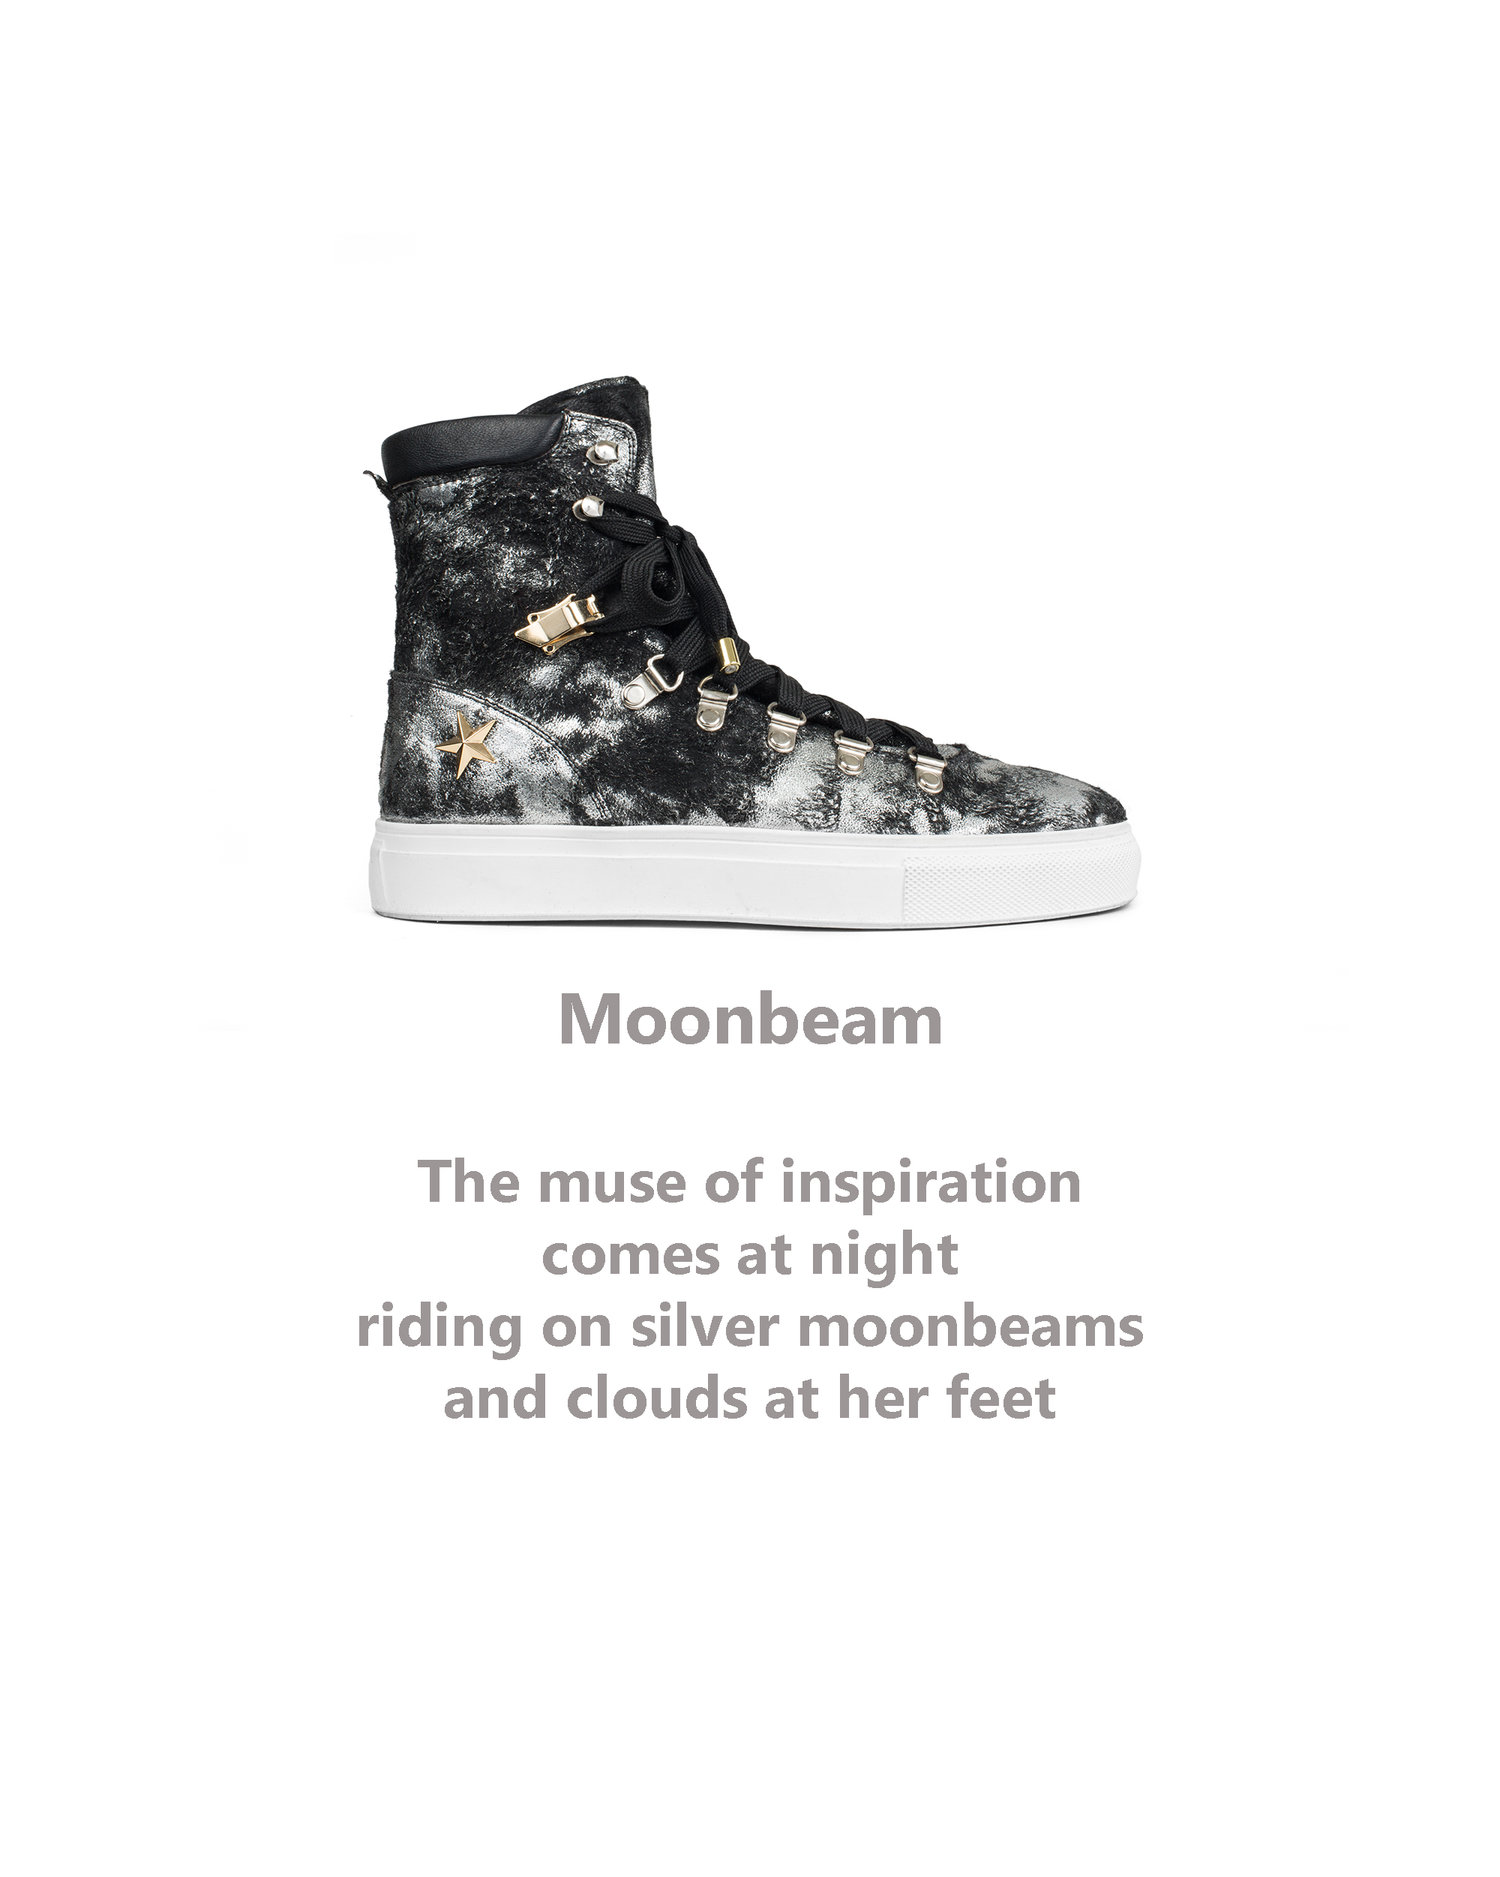 Moonbeam
The muse of inspiration
comes at night
riding on silver moonbeams
and clouds at her feet